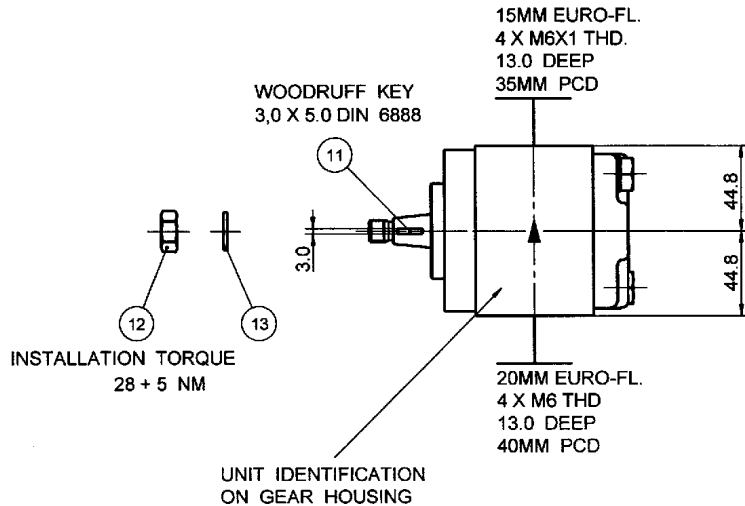 15MM EURO-FL.
4 X M6X1 THD.
13.0 DEEP
35MM PCD
WOODRUFF KEY
3,0 X 5.0 DIN 6888
11
44.8
3.0
44.8
12
13
INSTALLATION TORQUE
28 + 5 NM
20MM EURO-FL.
4 X M6 THD
13.0 DEEP
40MM PCD
UNIT IDENTIFICATION
ON GEAR HOUSING